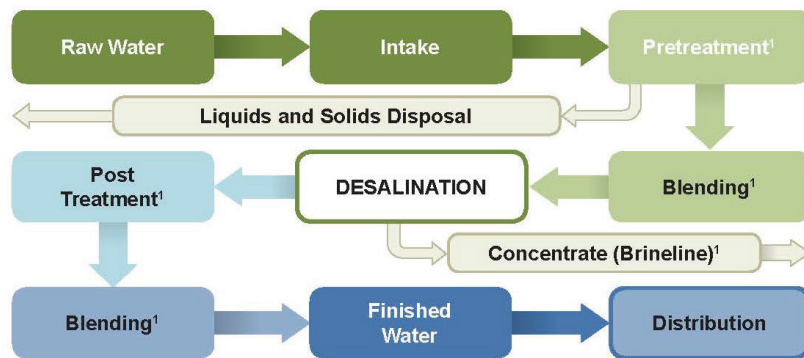 Raw Water
Intake
Pretreatment¹
Liquids and Solids Disposal
Post
Treatment¹
DESALINATION
Blending¹
Concentrate (Brineline)¹
Blending¹
Finished
Water
Distribution